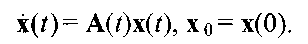 ẋ(t) = A(t)x(t), x₀ = x(0).